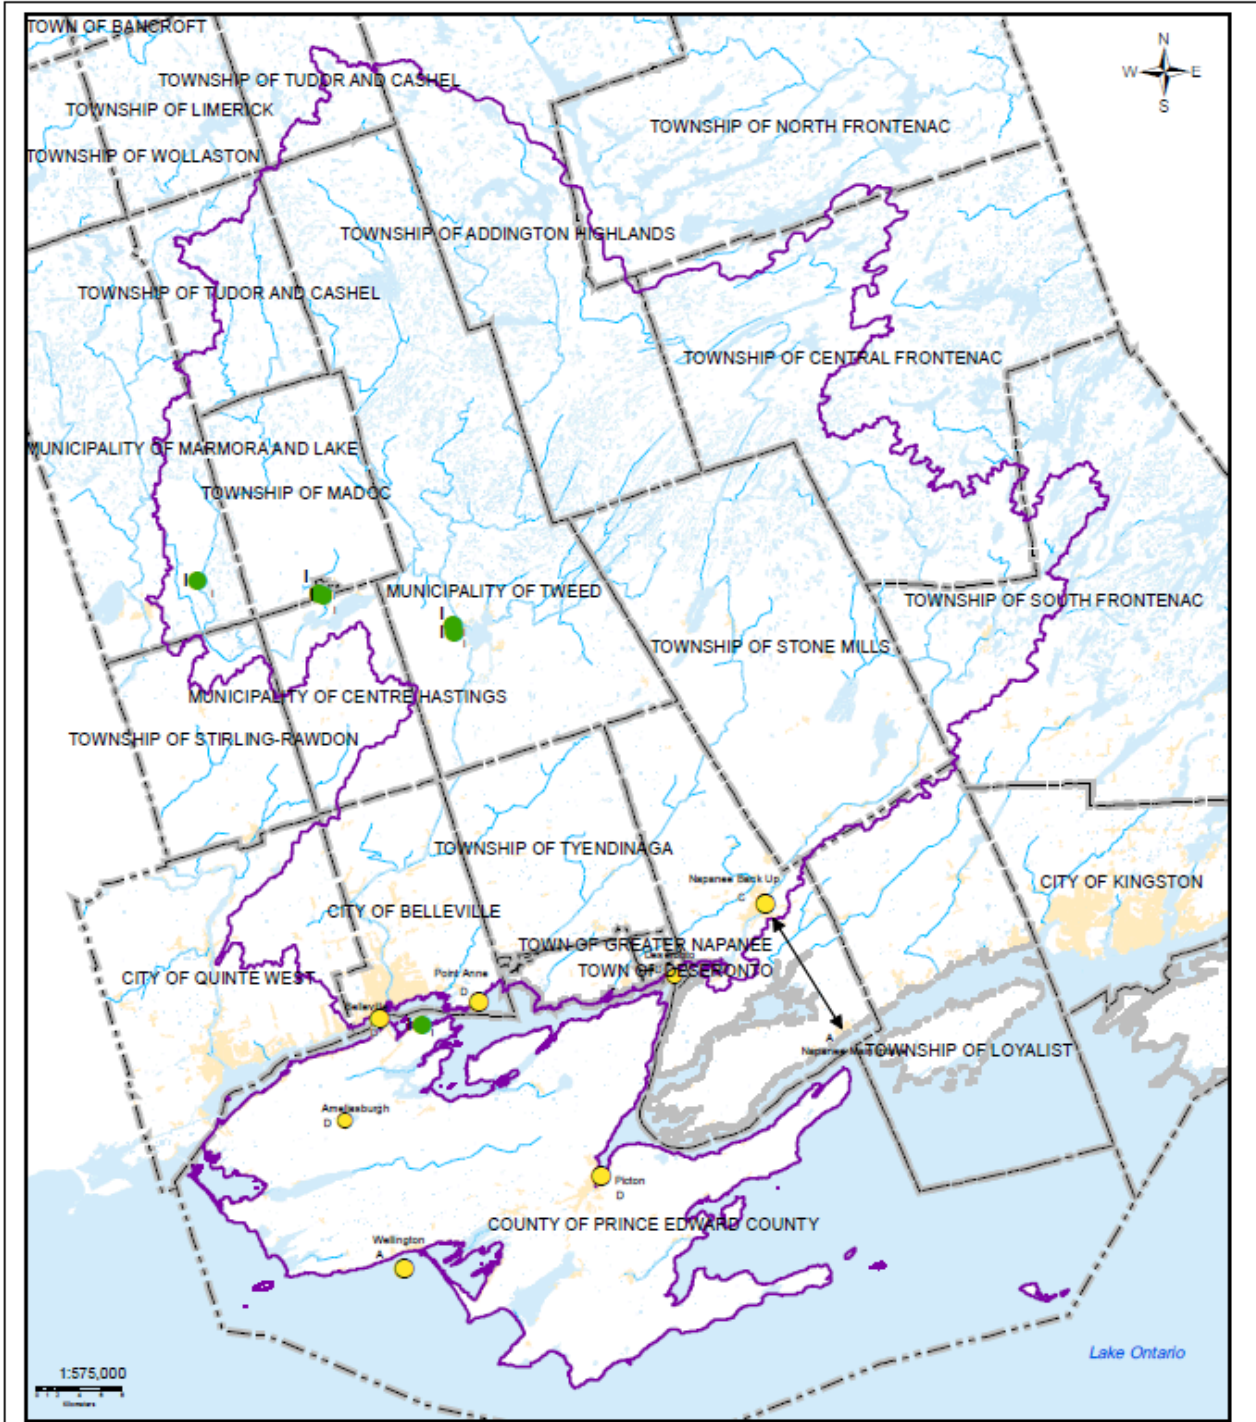 TOWN OF BANCROFT
N
W E
S
TOWNSHIP OF TUDOR AND CASHEL
TOWNSHIP OF LIMERICK
TOWNSHIP OF NORTH FRONTENAC
TOWNSHIP OF WOLLASTON
TOWNSHIP OF ADDINGTON HIGHLANDS
TOWNSHIP OF TUDOR AND CASHEL
TOWNSHIP OF CENTRAL FRONTENAC
MUNICIPALITY OF MARMORA AND LAKE
TOWNSHIP OF MADOC
I
I
MUNICIPALITY OF TWEED
TOWNSHIP OF SOUTH FRONTENAC
I
I
TOWNSHIP OF STONE MILLS
MUNICIPALITY OF CENTRE HASTINGS
TOWNSHIP OF STIRLING-RAWDON
TOWNSHIP OF TYENDINAGA
Napanee Back Up
C
CITY OF KINGSTON
CITY OF BELLEVILLE
TOWN OF GREATER NAPANEE
Deseronto
TOWN OF DESERONTO
CITY OF QUINTE WEST
Point Anne
D
Belleville
A
Napanee Main
TOWNSHIP OF LOYALIST
Ameliasburgh
D
Picton
D
COUNTY OF PRINCE EDWARD COUNTY
Wellington
A
Lake Ontario
1:575,000
Kilometers